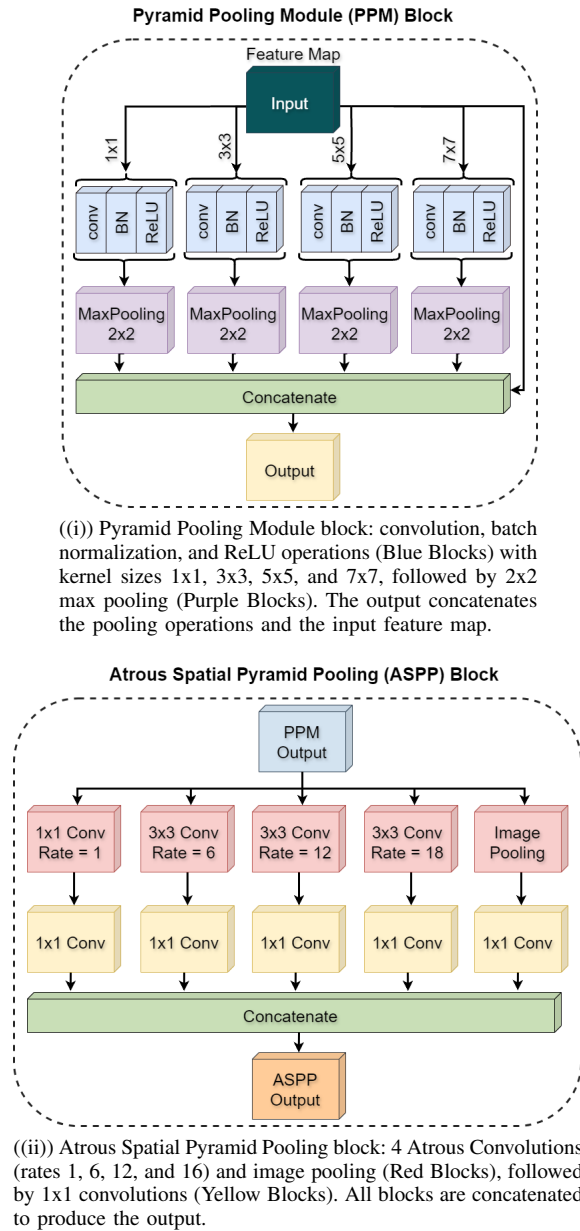 Pyramid Pooling Module (PPM) Block
Feature Map
Input
1x1
3x3
5x5
7x7
conv BN ReLU
conv BN ReLU
conv BN ReLU
conv BN ReLU
MaxPooling 2x2
MaxPooling 2x2
MaxPooling 2x2
MaxPooling 2x2
Concatenate
Output
((i)) Pyramid Pooling Module block: convolution, batch
normalization, and ReLU operations (Blue Blocks) with
kernel sizes 1x1, 3x3, 5x5, and 7x7, followed by 2x2
max pooling (Purple Blocks). The output concatenates
the pooling operations and the input feature map.
Atrous Spatial Pyramid Pooling (ASPP) Block
PPM
Output
1x1 Conv
Rate = 1
3x3 Conv
Rate = 6
3x3 Conv
Rate = 12
3x3 Conv
Rate = 18
Image
Pooling
1x1 Conv
1x1 Conv
1x1 Conv
1x1 Conv
1x1 Conv
Concatenate
ASPP
Output
((ii)) Atrous Spatial Pyramid Pooling block: 4 Atrous Convolutions
(rates 1, 6, 12, and 16) and image pooling (Red Blocks), followed
by 1x1 convolutions (Yellow Blocks). All blocks are concatenated
to produce the output.